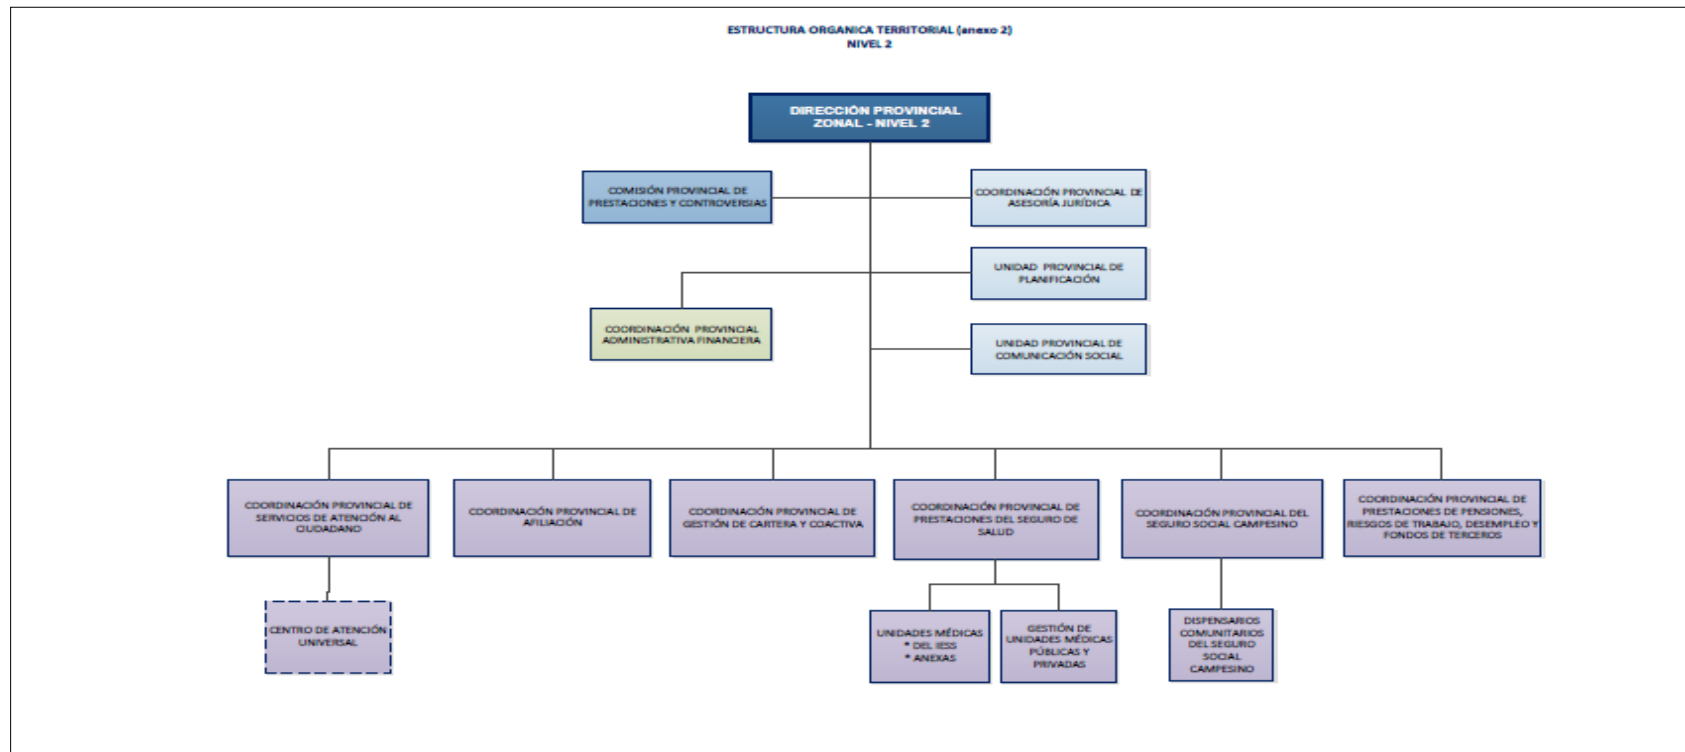 ESTRUCTURA ORGANICA TERRITORIAL (anexo 2)
NIVEL 2
DIRECCIÓN PROVINCIAL
ZONAL - NIVEL 2
COMISIÓN PROVINCIAL DE
PRESTACIONES Y CONTROVERSIAS
COORDINACIÓN PROVINCIAL DE
ASESORÍA JURÍDICA
UNIDAD PROVINCIAL DE
PLANIFICACIÓN
COORDINACIÓN PROVINCIAL
ADMINISTRATIVA FINANCIERA
UNIDAD PROVINCIAL DE
COMUNICACIÓN SOCIAL
COORDINACIÓN PROVINCIAL DE
SERVICIOS DE ATENCIÓN AL
CIUDADANO
COORDINACIÓN PROVINCIAL DE
AFILIACIÓN
COORDINACIÓN PROVINCIAL DE
GESTIÓN DE CARTERA Y COACTIVA
COORDINACIÓN PROVINCIAL DE
PRESTACIONES DEL SEGURO DE
SALUD
COORDINACIÓN PROVINCIAL DEL
SEGURO SOCIAL CAMPESINO
COORDINACIÓN PROVINCIAL DE
PRESTACIONES DE PENSIONES,
RIESGOS DE TRABAJO, DESEMPLEO Y
FONDOS DE TERCEROS
CENTRO DE ATENCIÓN
UNIVERSAL
UNIDADES MÉDICAS
* DEL IESS
* ANEXAS
GESTIÓN DE
UNIDADES MÉDICAS
PÚBLICAS Y
PRIVADAS
DISPENSARIOS
COMUNITARIOS
DEL SEGURO
SOCIAL
CAMPESINO